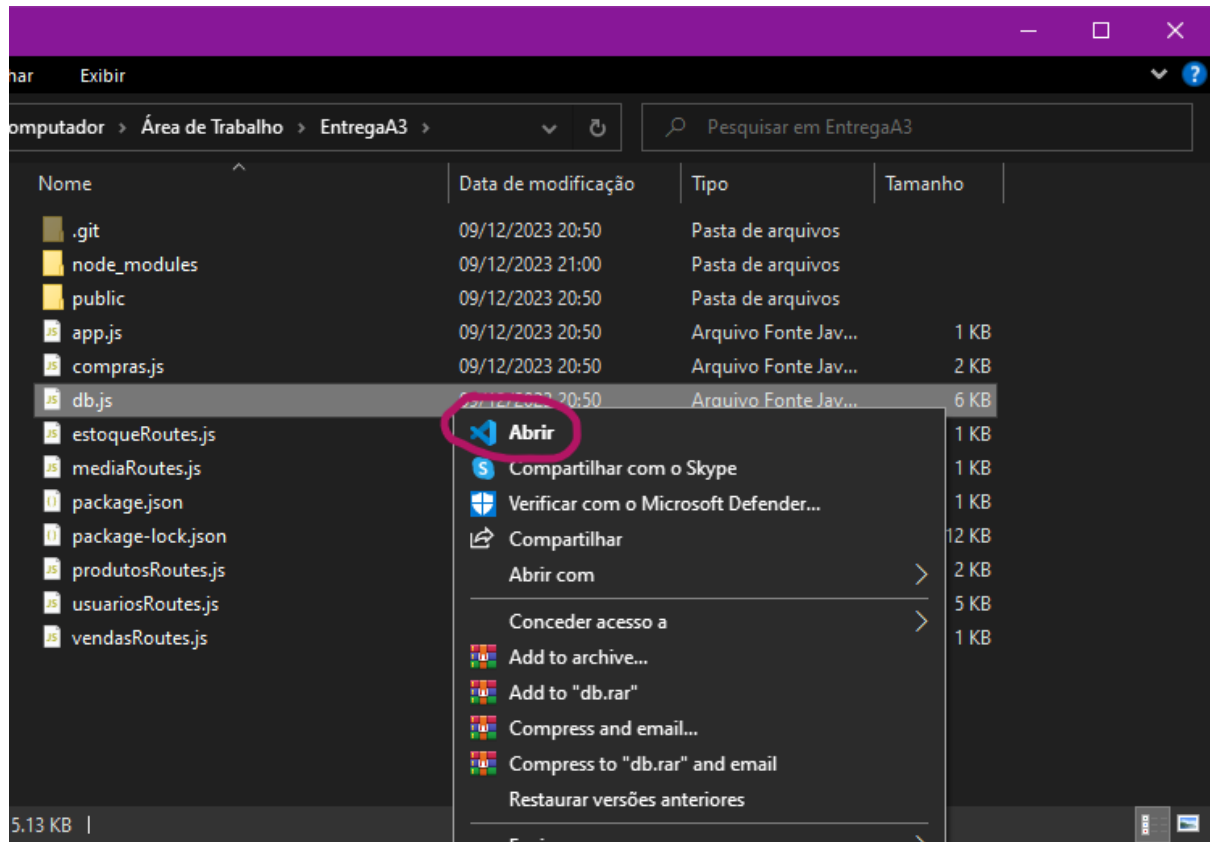 har Exibir
omputador > Área de Trabalho > EntregaA3 > Pesquisar em EntregaA3
Nome Data de modificação Tipo Tamanho
.git 09/12/2023 20:50 Pasta de arquivos
node_modules 09/12/2023 21:00 Pasta de arquivos
public 09/12/2023 20:50 Pasta de arquivos
app.js 09/12/2023 20:50 Arquivo Fonte Jav... 1 KB
compras.js 09/12/2023 20:50 Arquivo Fonte Jav... 2 KB
db.js 09/12/2023 20:50 Arquivo Fonte Jav... 6 KB
estoqueRoutes.js 1 KB
mediaRoutes.js 1 KB
package.json 1 KB
package-lock.json 12 KB
produtosRoutes.js 2 KB
usuariosRoutes.js 5 KB
vendasRoutes.js 1 KB
Abrir
Compartilhar com o Skype
Verificar com o Microsoft Defender...
Compartilhar
Abrir com
Conceder acesso a
Add to archive...
Add to "db.rar"
Compress and email...
Compress to "db.rar" and email
Restaurar versões anteriores
5.13 KB